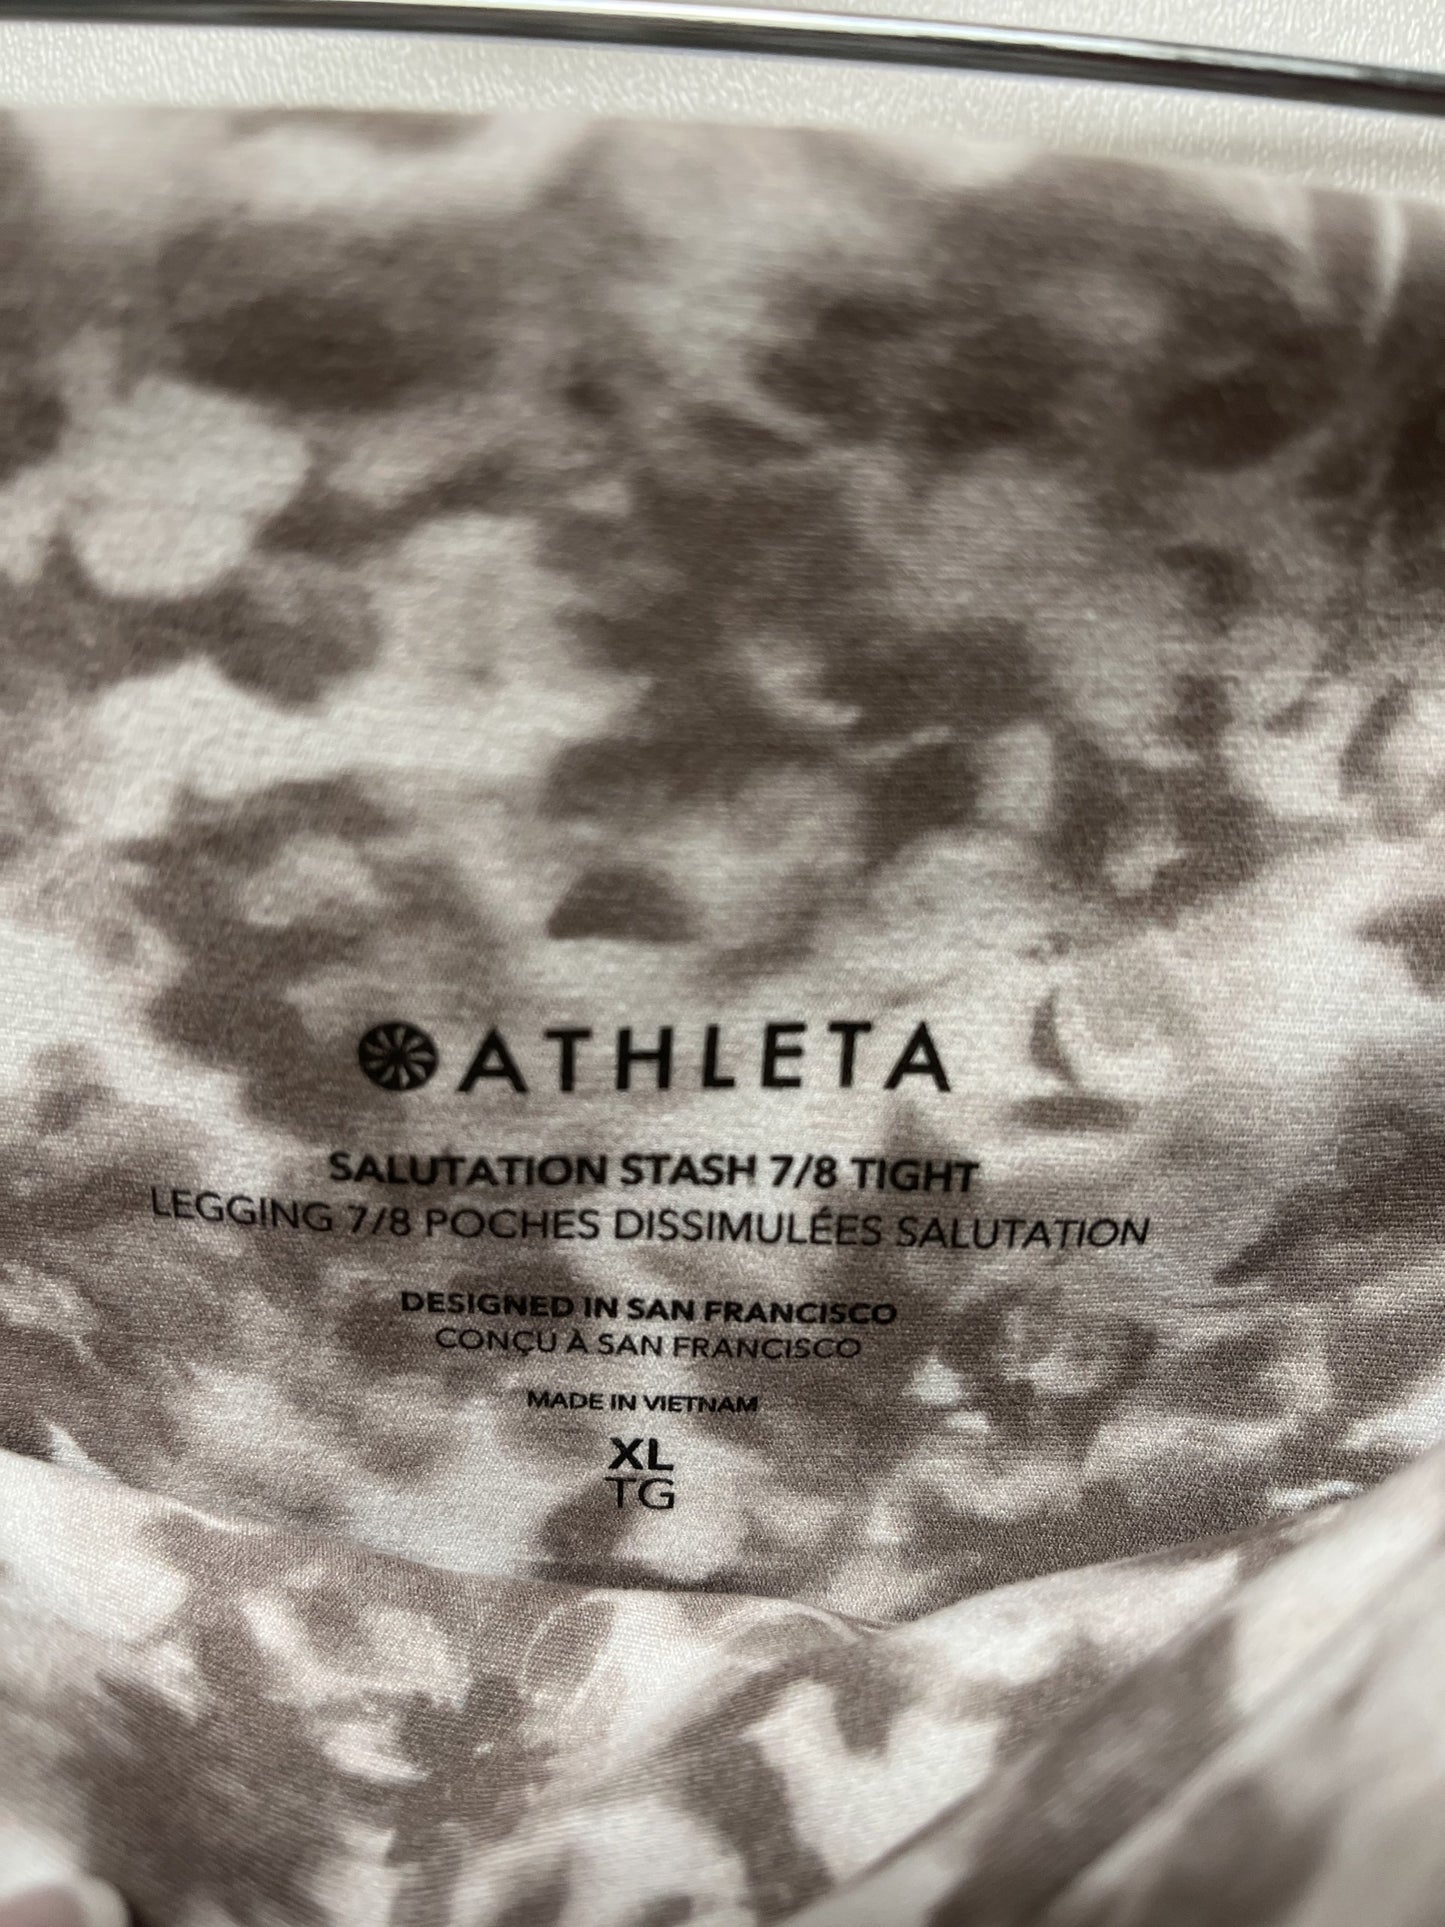 ATHLETA
SALUTATION STASH 7/8 TIGHT
LEGGING 7/8 POCHES DISSIMULÉES SALUTATION
DESIGNED IN SAN FRANCISCO
CONÇU À SAN FRANCISCO
MADE IN VIETNAM
XL
TG